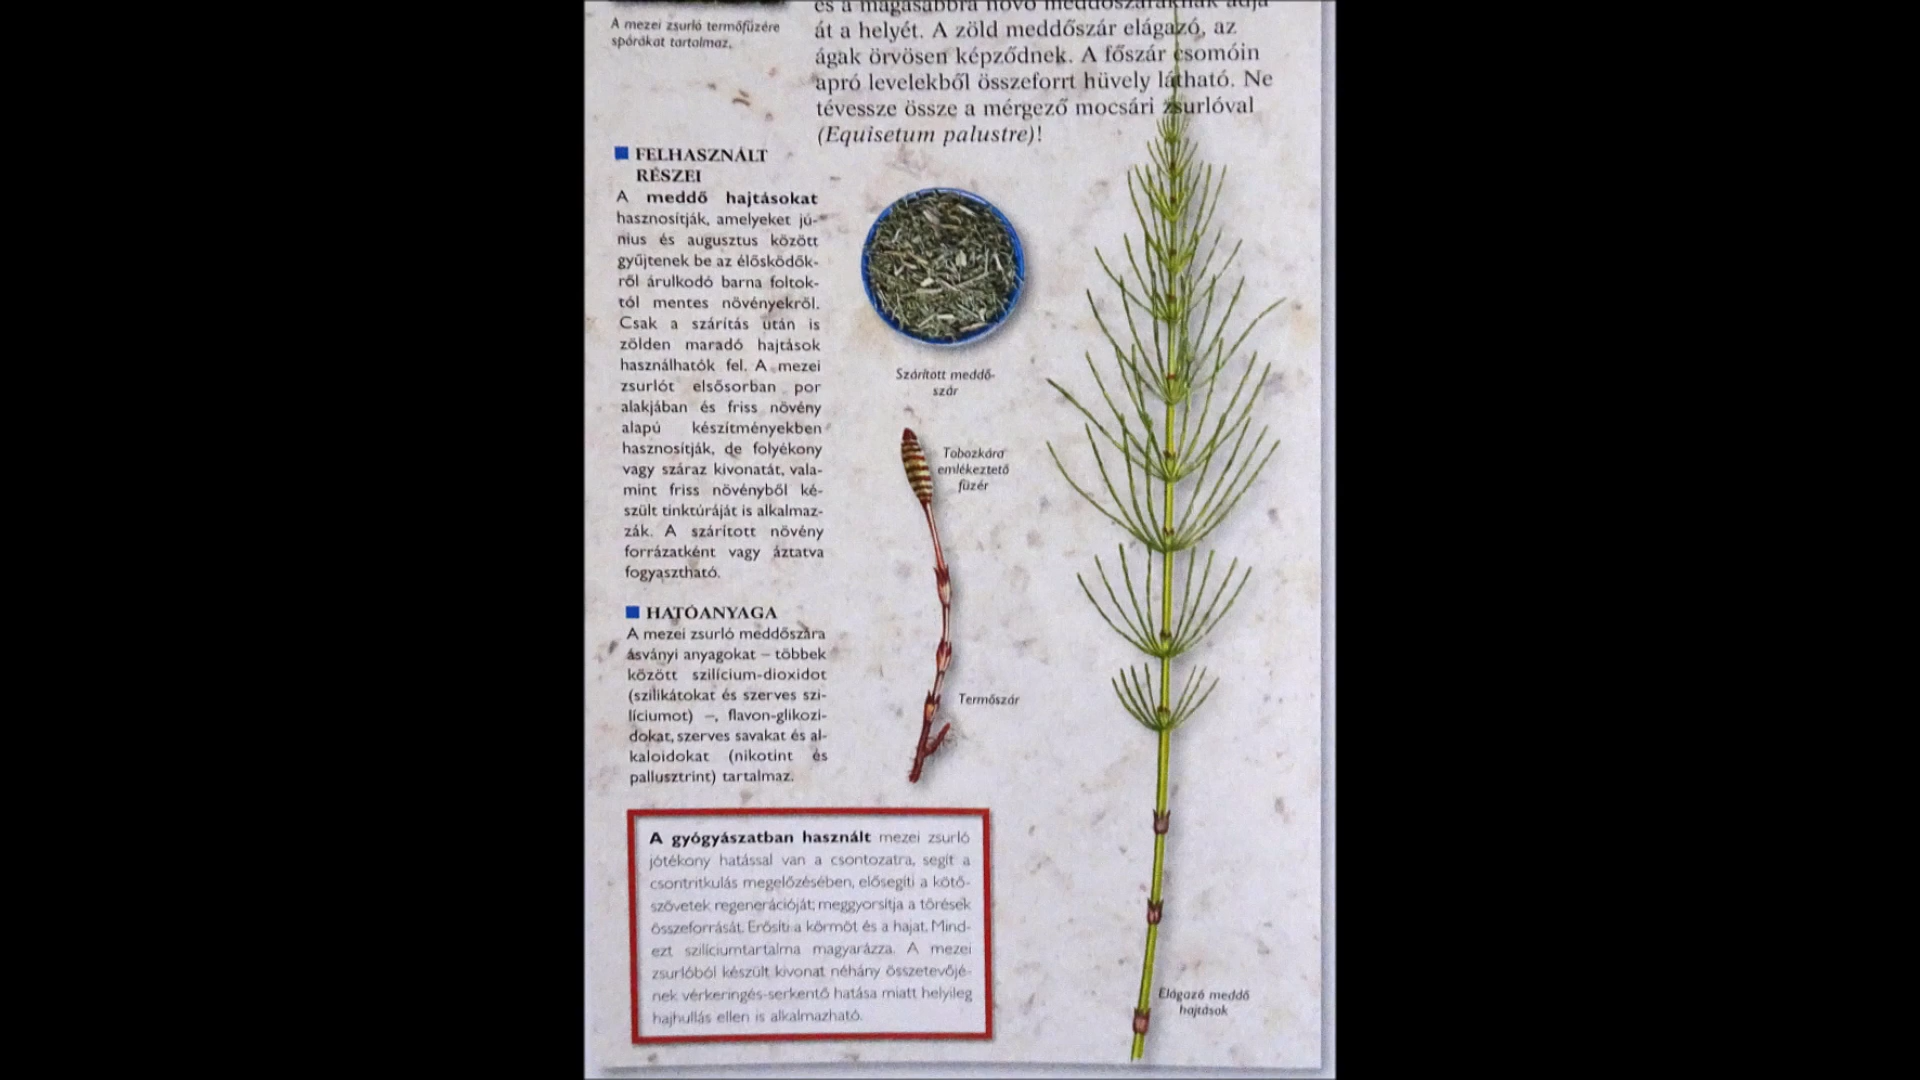 A mezei zsurló termőfüzére
spórákat tartalmaz.
és a magasabbra növő meddőszáraknak adja
át a helyét. A zöld meddőszár elágazó, az
ágak örvösen képződnek. A főszár csomóin
apró levelekből összeforrt hüvely látható. Ne
tévessze össze a mérgező mocsári zsurlóval
(Equisetum palustre)!
FELHASZNÁLT
RÉSZEI
A meddő hajtásokat
hasznosítják, amelyeket jú-
nius és augusztus között
gyűjtenek be az élősködők-
ről árulkodó barna foltok-
tól mentes növényekről.
Csak a szárítás után is
zölden maradó hajtások
használhatók fel. A mezei
zsurlót elsősorban por
alakjában és friss növény
alapú készítményekben
hasznosítják, de folyékony
vagy száraz kivonatát, vala-
mint friss növényből ké-
szült tinktúráját is alkalmaz-
zák. A szárított növény
forrázatként vagy áztatva
fogyasztható.
HATÓANYAGA
A mezei zsurló meddőszára
ásványi anyagokat – többek
között szilícium-dioxidot
(szilikátokat és szerves szi-
líciumot) –, flavon-glikozi-
dokat, szerves savakat és al-
kaloidokat (nikotint és
pallusztrint) tartalmaz.
Szárított meddő-
szár
Tobozkára
emlékeztető
füzér
Termőszár
A gyógyászatban használt mezei zsurló
jótékony hatással van a csontozatra, segít a
csontritkulás megelőzésében, elősegíti a kötő-
szövetek regenerációját; meggyorsítja a törések
összeforrását. Erősíti a körmöt és a hajat. Mind-
ezt szilíciumtartalma magyarázza. A mezei
zsurlóból készült kivonat néhány összetevőjé-
nek vérkeringés-serkentő hatása miatt helyileg
hajhullás ellen is alkalmazható.
Elágazó meddő
hajtások